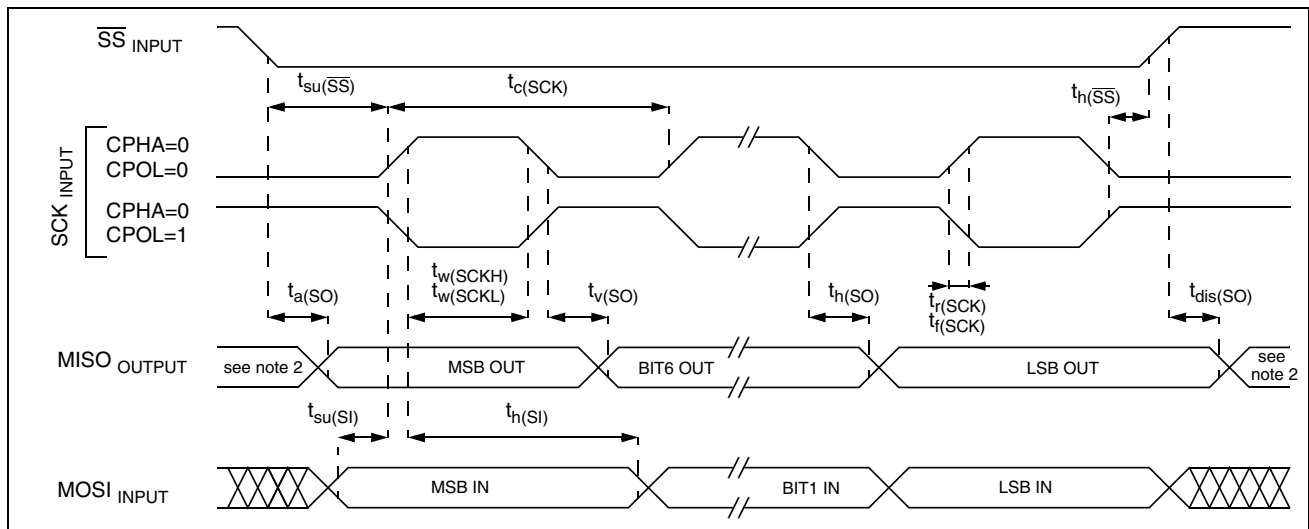 SS INPUT
tsu(SS)
tc(SCK)
th(SS)
SCK INPUT
CPHA=0
CPOL=0
CPHA=0
CPOL=1
ta(SO)
tw(SCKH)
tw(SCKL)
tv(SO)
th(SO)
tr(SCK)
tf(SCK)
tdis(SO)
MISO OUTPUT
see note 2
MSB OUT
BIT6 OUT
LSB OUT
see
note 2
tsu(SI)
th(SI)
MOSI INPUT
MSB IN
BIT1 IN
LSB IN